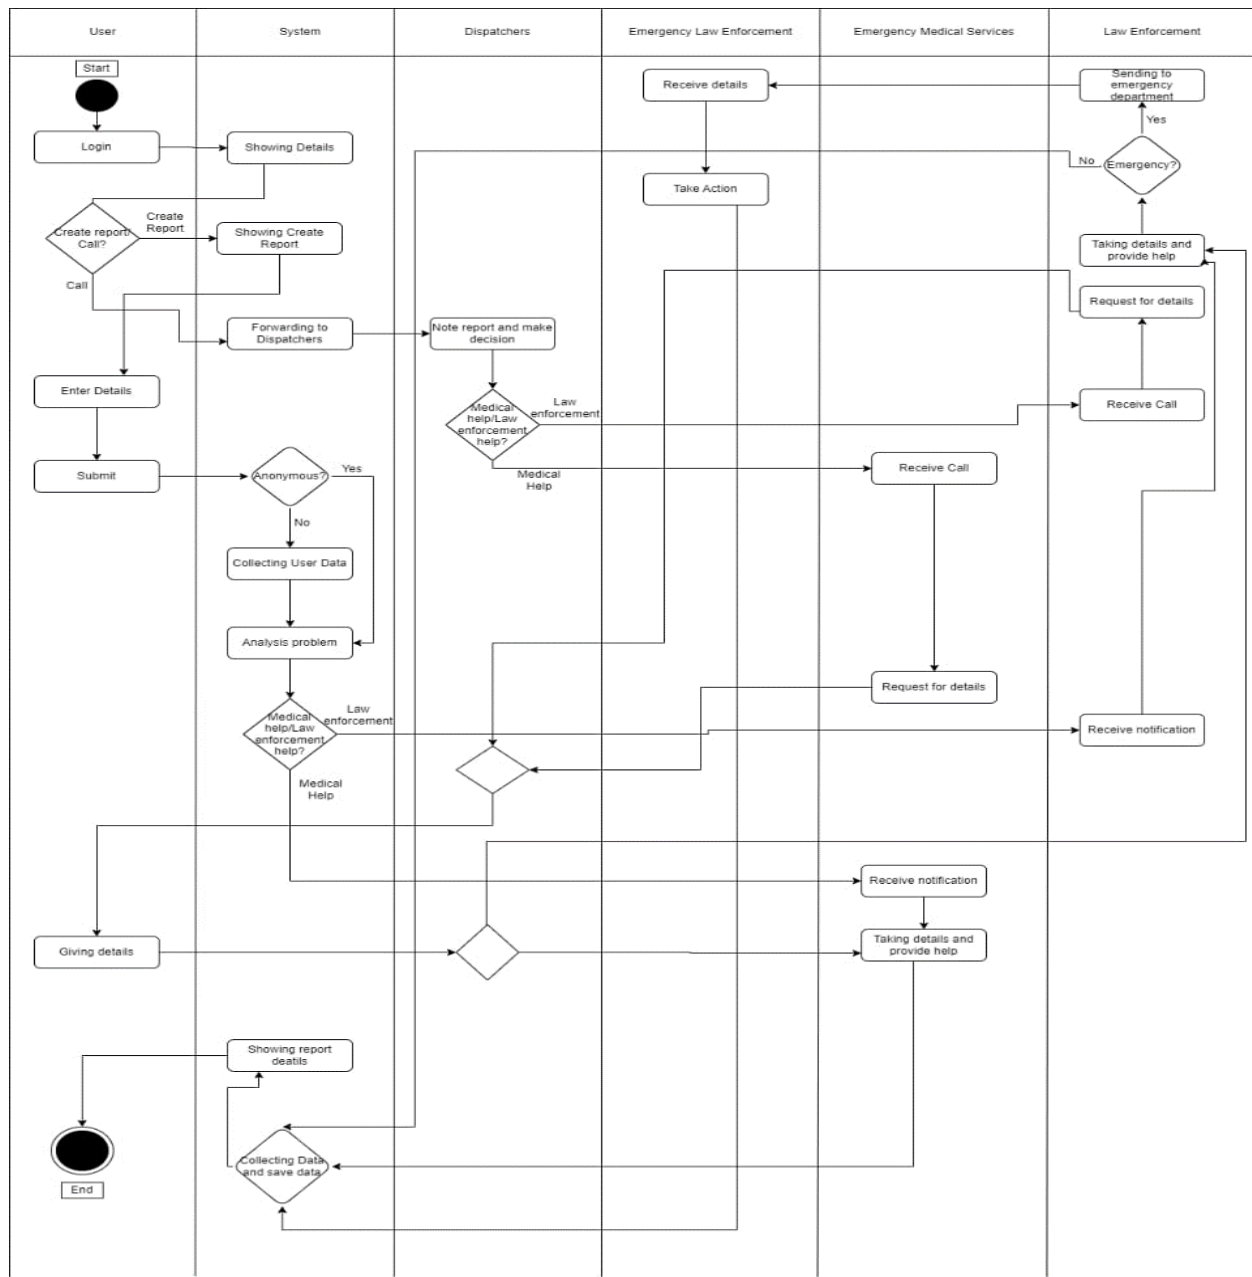 User
System
Dispatchers
Emergency Law Enforcement
Emergency Medical Services
Law Enforcement
Start
Receive details
Sending to
emergency
department
Yes
Login
Showing Details
No
Emergency?
Take Action
Create report/
Call?
Create
Report
Showing Create
Report
Taking details and
provide help
Call
Request for details
Forwarding to
Dispatchers
Note report and make
decision
Enter Details
Medical
help/Law
enforcement
help?
Law
enforcement
Receive Call
Submit
Anonymous?
Yes
Medical
Help
Receive Call
No
Collecting User Data
Analysis problem
Request for details
Medical
help/Law
enforcement
help?
Law
enforcement
Receive notification
Medical
Help
Receive notification
Giving details
Taking details and
provide help
Showing report
deatils
Collecting Data
and save data
End